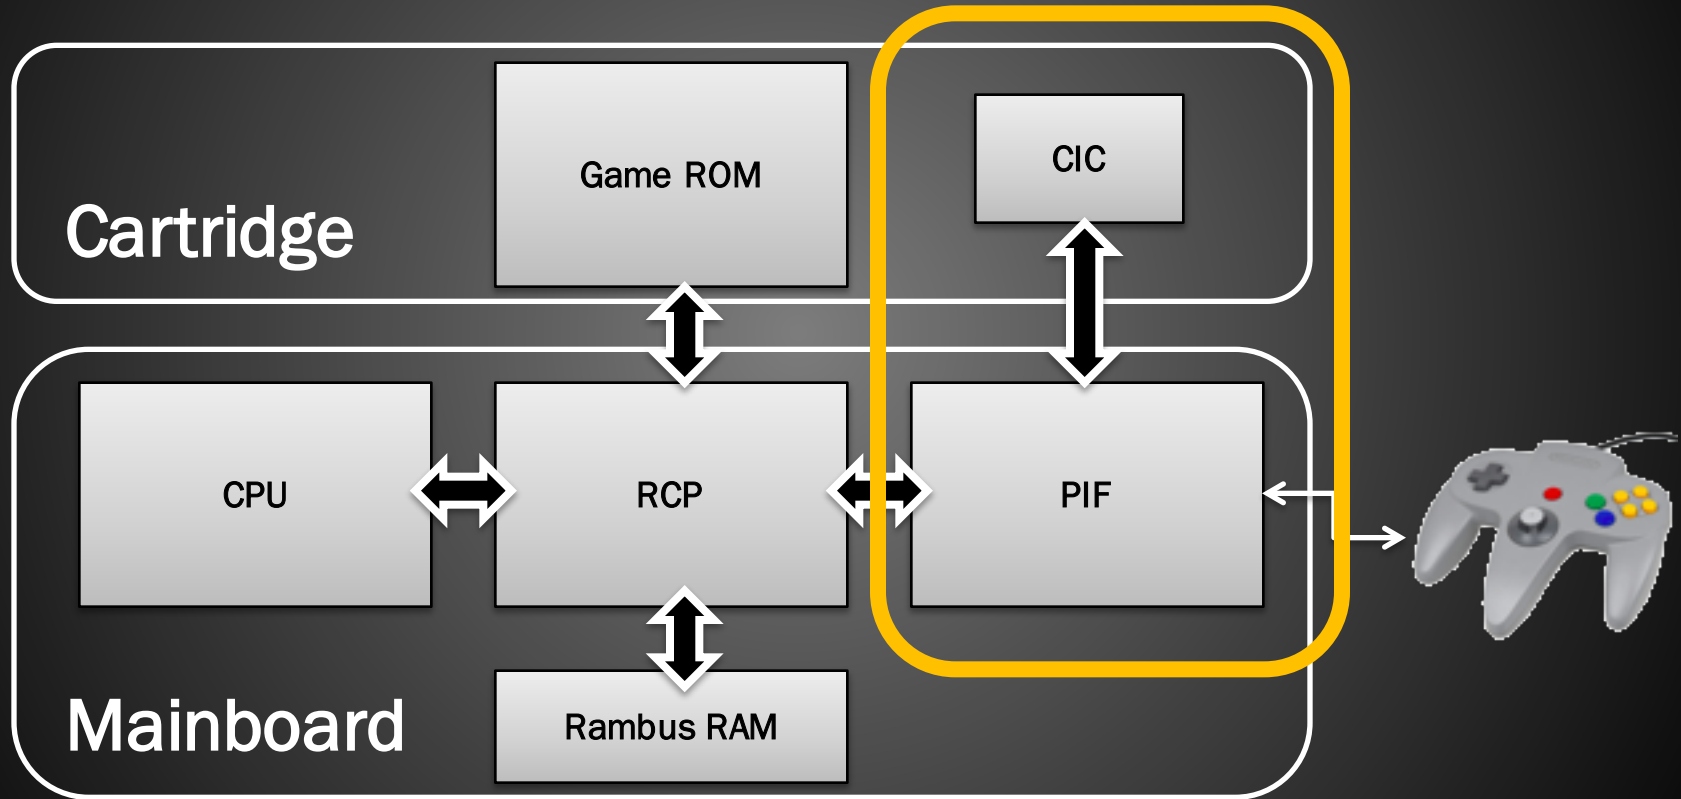 Game ROM
CIC
Cartridge
CPU
RCP
PIF
Rambus RAM
Mainboard